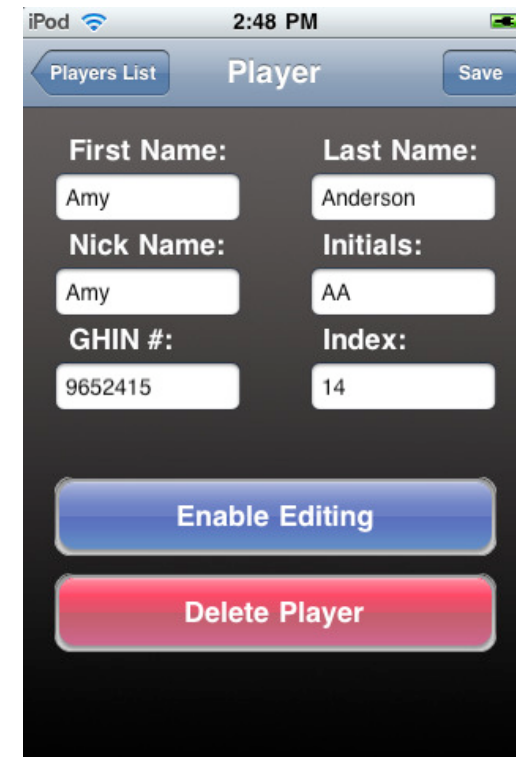 iPod 2:48 PM
Players List Player Save
First Name: Last Name:
Amy Anderson
Nick Name: Initials:
Amy AA
GHIN #: Index:
9652415 14
Enable Editing
Delete Player